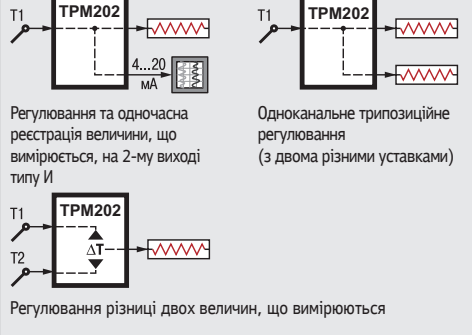 T1
ТРМ202
4...20
мА
Регулювання та одночасна
реєстрація величини, що
вимірюється, на 2-му виході
типу И
T1
ТРМ202
Одноканальне трипозиційне
регулювання
(з двома різними уставками)
T1
T2
ТРМ202
ΔT
Регулювання різниці двох величин, що вимірюються